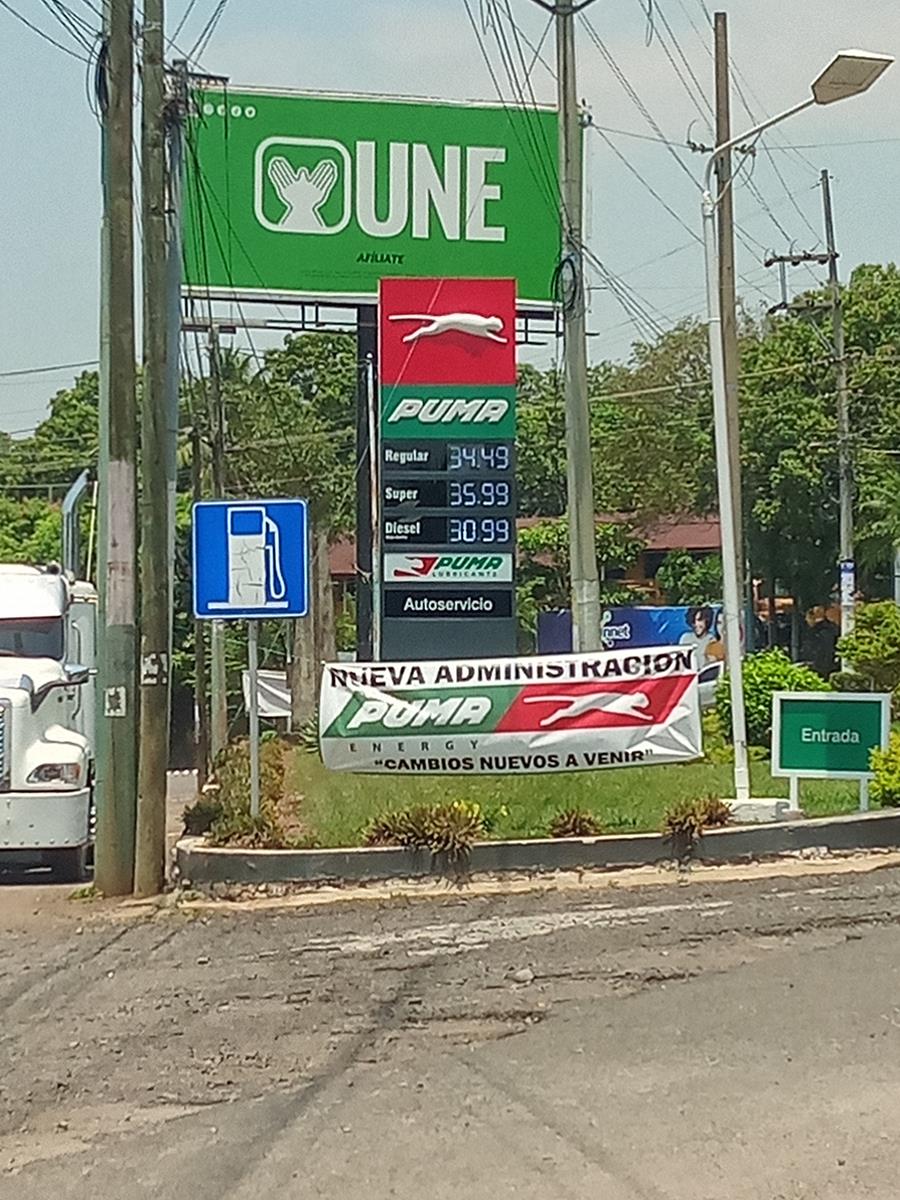 UNE
AFÍLIATE
PUMA
Regular 34.49
Super 35.99
Diesel 30.99
PUMA
LUBRICANTS
Autoservicio
NUEVA ADMINISTRACION
PUMA
ENERGY
"CAMBIOS NUEVOS A VENIR"
Entrada